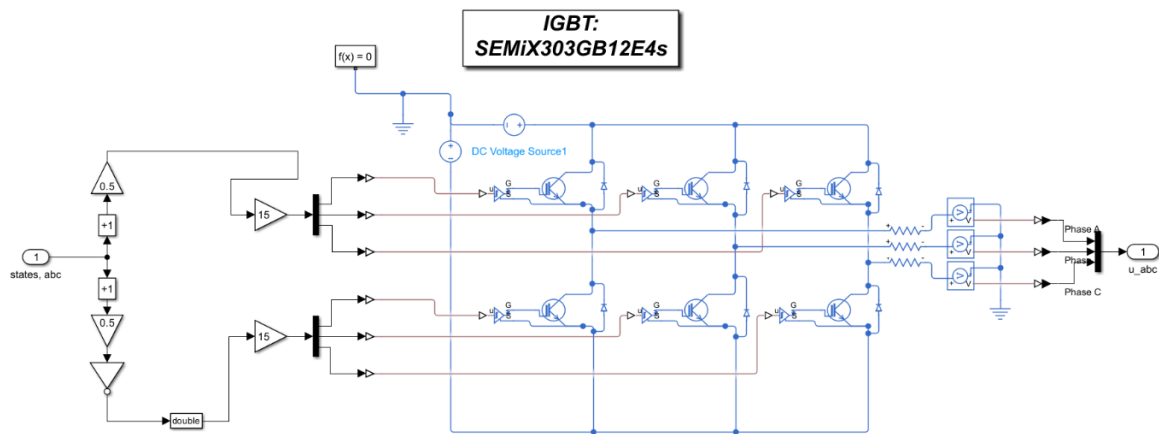 IGBT:
SEMiX303GB12E4s
f(x) = 0
DC Voltage Source1
0.5
15
+1
1
states, abc
+1
0.5
15
double
u
G
S
u
G
S
u
G
S
u
G
S
u
G
S
u
G
S
V
V
V
V
V
V
Phase A
Phase
Phase C
1
u_abc